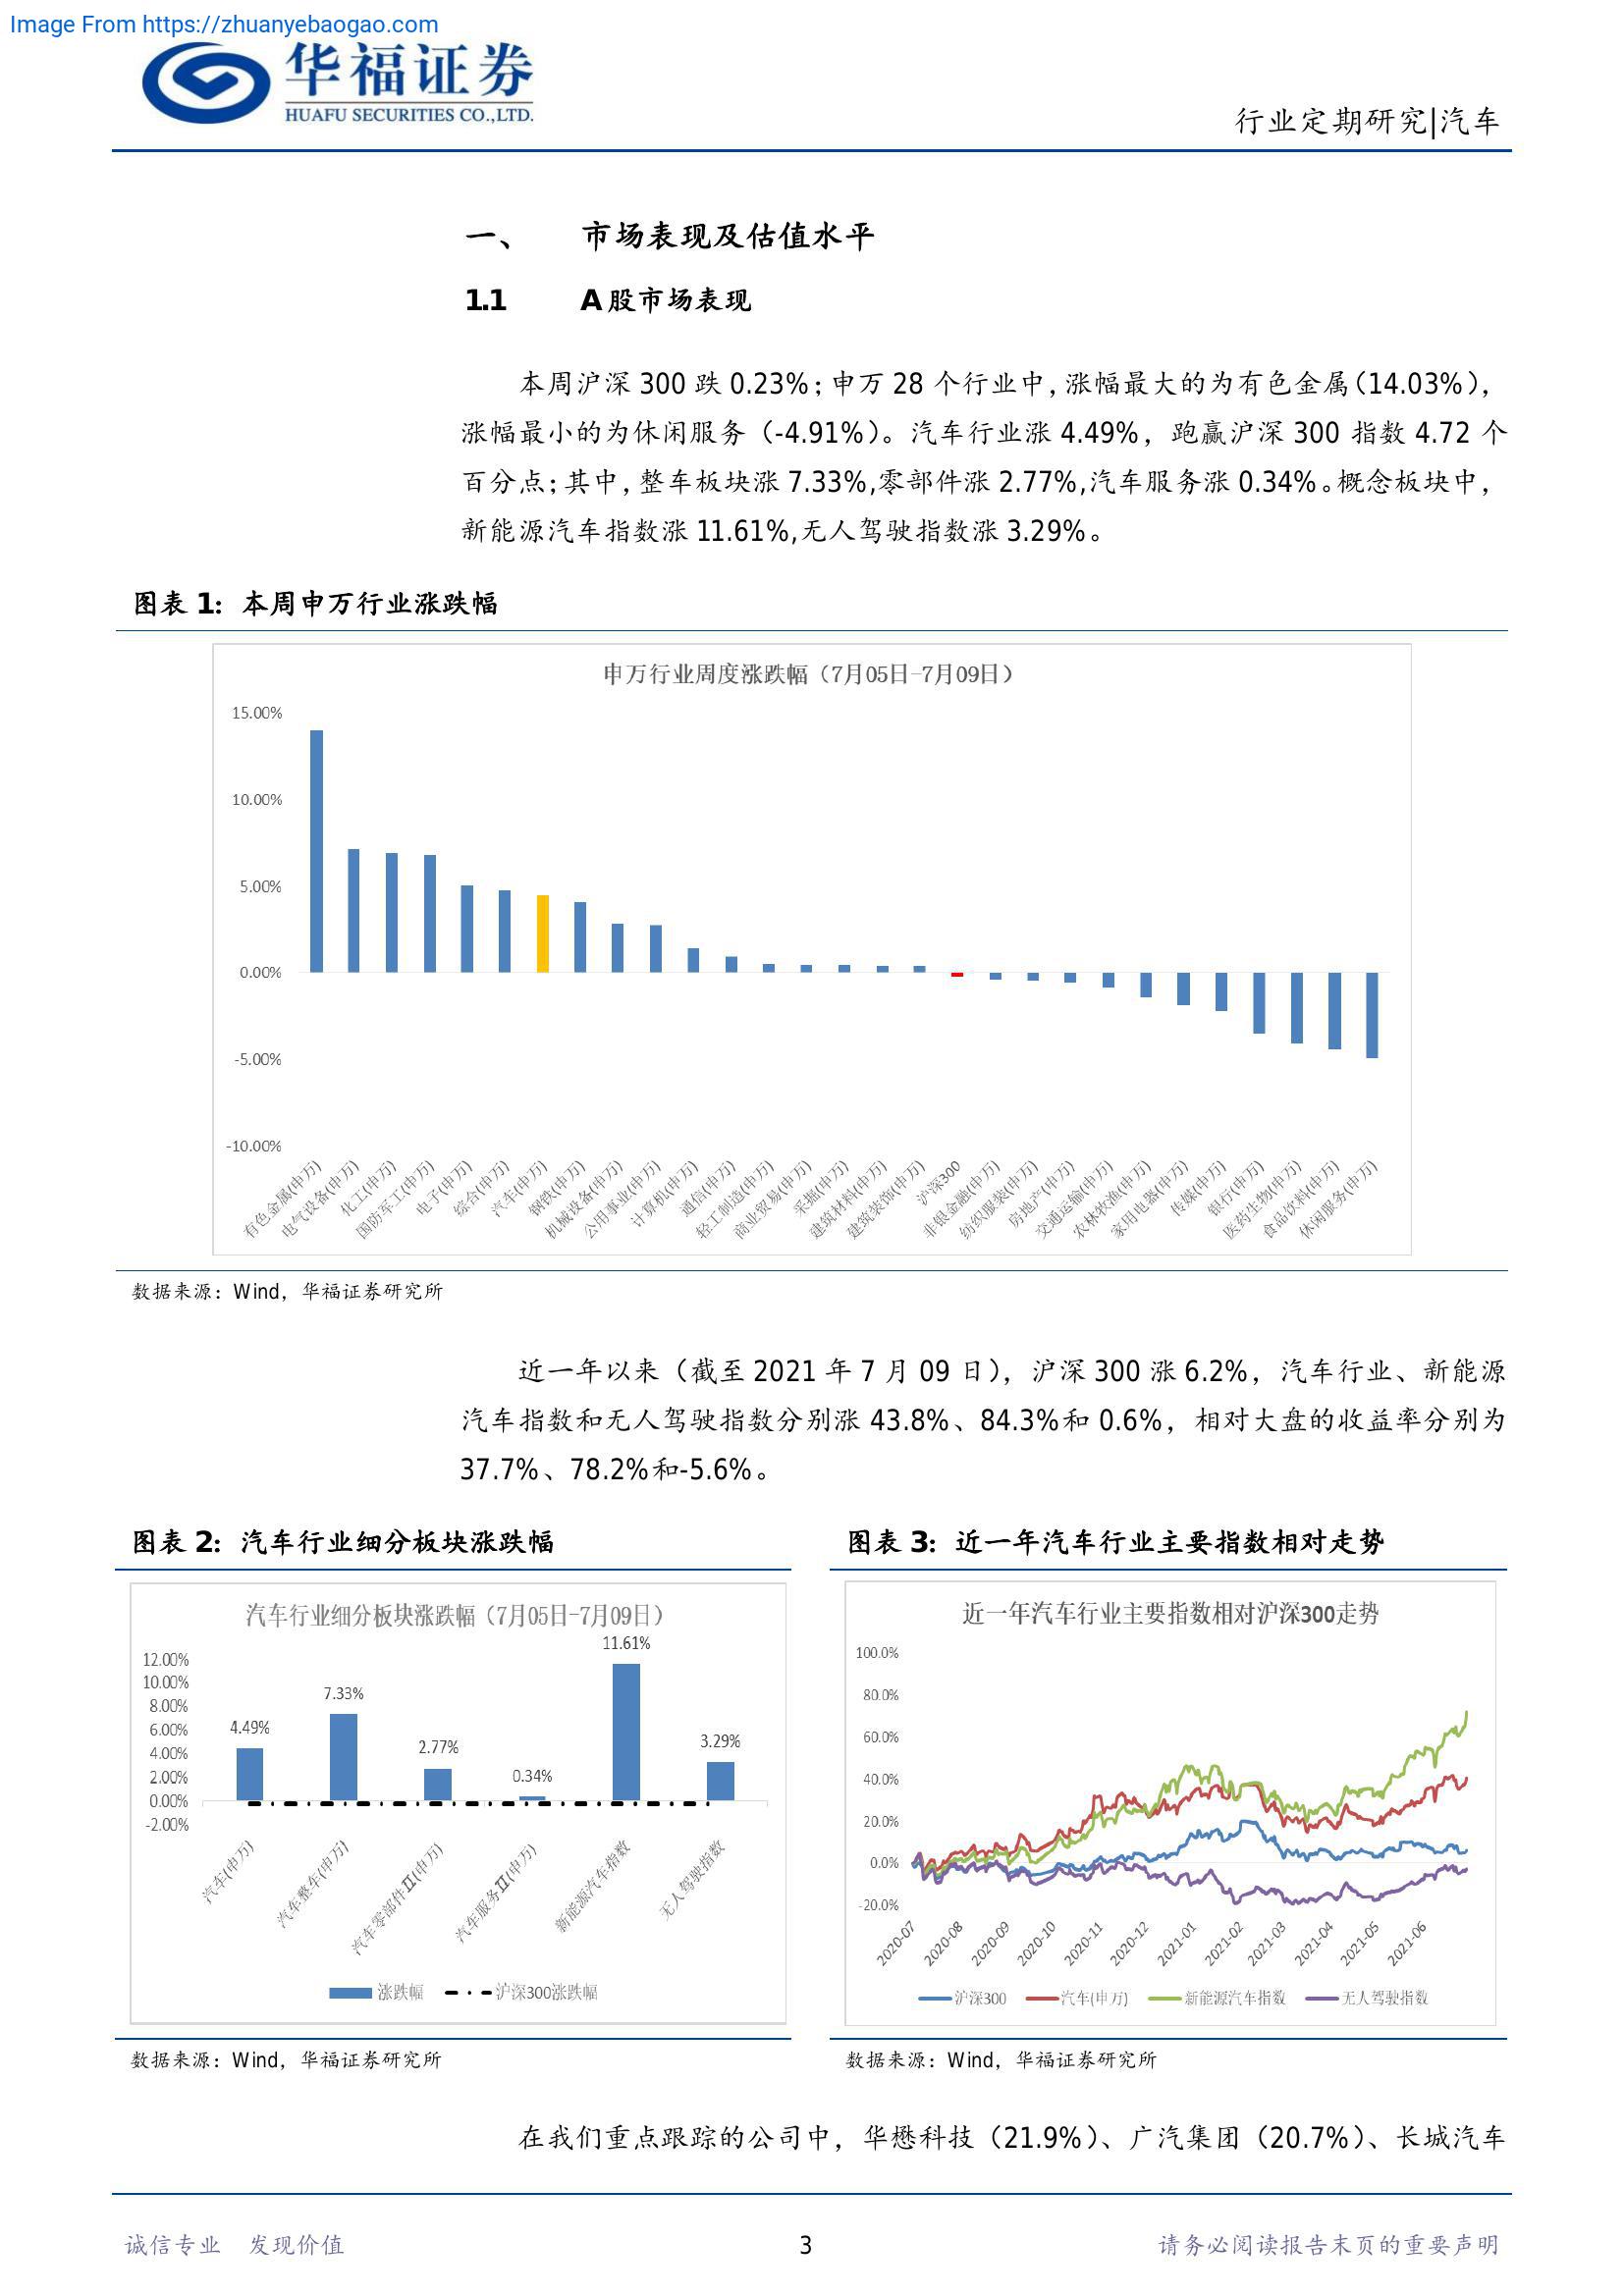 Image From https://zhuanyebaogao.com
华福证券
HUAFU SECURITIES CO.,LTD.
行业定期研究|汽车
一、 市场表现及估值水平
1.1 A股市场表现
本周沪深 300 跌 0.23%；申万 28 个行业中，涨幅最大的为有色金属（14.03%），
涨幅最小的为休闲服务（-4.91%）。汽车行业涨 4.49%，跑赢沪深 300 指数 4.72 个
百分点；其中，整车板块涨 7.33%,零部件涨 2.77%,汽车服务涨 0.34%。概念板块中，
新能源汽车指数涨 11.61%,无人驾驶指数涨 3.29%。
图表 1：本周申万行业涨跌幅
申万行业周度涨跌幅（7月05日-7月09日）
15.00%
10.00%
5.00%
0.00%
-5.00%
-10.00%
有色金属(申万)
电气设备(申万)
化工(申万)
国防军工(申万)
电子(申万)
综合(申万)
汽车(申万)
钢铁(申万)
机械设备(申万)
公用事业(申万)
计算机(申万)
通信(申万)
轻工制造(申万)
商业贸易(申万)
采掘(申万)
建筑材料(申万)
建筑装饰(申万)
沪深300
非银金融(申万)
纺织服装(申万)
房地产(申万)
交通运输(申万)
农林牧渔(申万)
家用电器(申万)
传媒(申万)
银行(申万)
医药生物(申万)
食品饮料(申万)
休闲服务(申万)
数据来源：Wind，华福证券研究所
近一年以来（截至 2021 年 7 月 09 日），沪深 300 涨 6.2%，汽车行业、新能源
汽车指数和无人驾驶指数分别涨 43.8%、84.3%和 0.6%，相对大盘的收益率分别为
37.7%、78.2%和-5.6%。
图表 2：汽车行业细分板块涨跌幅
汽车行业细分板块涨跌幅（7月05日-7月09日）
12.00%
10.00%
8.00%
6.00%
4.00%
2.00%
0.00%
-2.00%
4.49%
7.33%
2.77%
0.34%
11.61%
3.29%
汽车(申万)
汽车整车(申万)
汽车零部件Ⅱ(申万)
汽车服务Ⅱ(申万)
新能源汽车指数
无人驾驶指数
涨跌幅 沪深300涨跌幅
数据来源：Wind，华福证券研究所
图表 3：近一年汽车行业主要指数相对走势
近一年汽车行业主要指数相对沪深300走势
100.0%
80.0%
60.0%
40.0%
20.0%
0.0%
-20.0%
2020-07
2020-08
2020-09
2020-10
2020-11
2020-12
2021-01
2021-02
2021-03
2021-04
2021-05
2021-06
沪深300 汽车(申万) 新能源汽车指数 无人驾驶指数
数据来源：Wind，华福证券研究所
在我们重点跟踪的公司中，华懋科技（21.9%）、广汽集团（20.7%）、长城汽车
诚信专业 发现价值 3 请务必阅读报告末页的重要声明